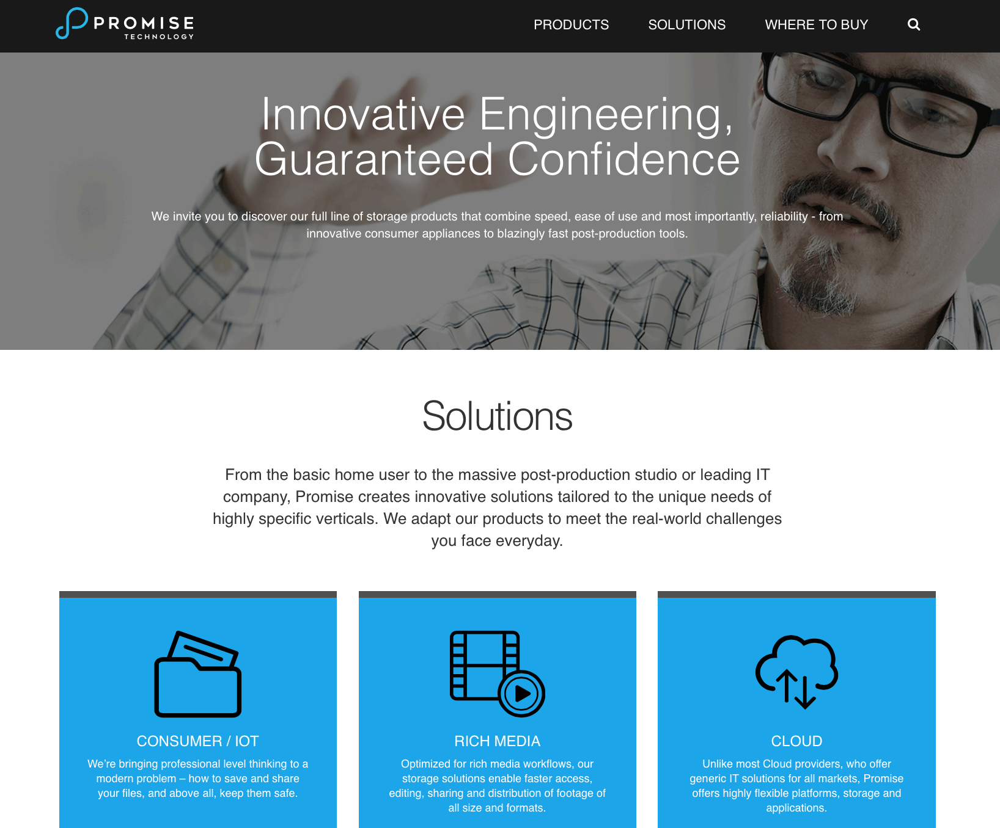 PROMISE
TECHNOLOGY
PRODUCTS
SOLUTIONS
WHERE TO BUY
Innovative Engineering,
Guaranteed Confidence
We invite you to discover our full line of storage products that combine speed, ease of use and most importantly, reliability - from
innovative consumer appliances to blazingly fast post-production tools.
Solutions
From the basic home user to the massive post-production studio or leading IT
company, Promise creates innovative solutions tailored to the unique needs of
highly specific verticals. We adapt our products to meet the real-world challenges
you face everyday.
CONSUMER / IOT
We’re bringing professional level thinking to a
modern problem – how to save and share
your files, and above all, keep them safe.
RICH MEDIA
Optimized for rich media workflows, our
storage solutions enable faster access,
editing, sharing and distribution of footage of
all size and formats.
CLOUD
Unlike most Cloud providers, who offer
generic IT solutions for all markets, Promise
offers highly flexible platforms, storage and
applications.